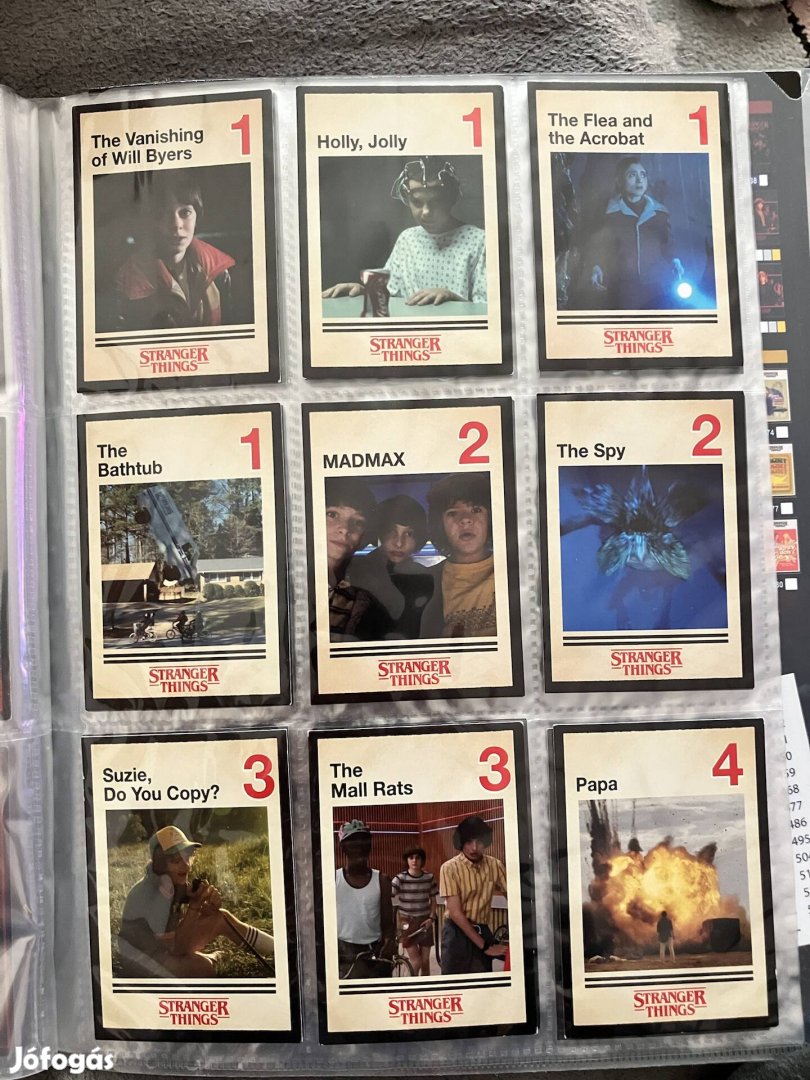 The Vanishing
of Will Byers
1
STRANGER
THINGS
Holly, Jolly
1
STRANGER
THINGS
The Flea and
the Acrobat
1
STRANGER
THINGS
The
Bathtub
1
STRANGER
THINGS
MADMAX
2
STRANGER
THINGS
The Spy
2
STRANGER
THINGS
Suzie,
Do You Copy?
3
STRANGER
THINGS
The
Mall Rats
3
STRANGER
THINGS
Papa
4
STRANGER
THINGS
486
495
Jófogás